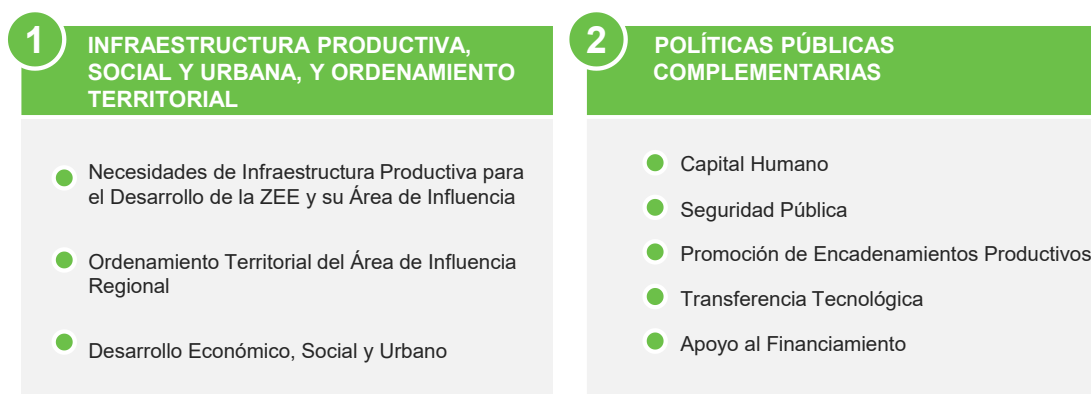 1
INFRAESTRUCTURA PRODUCTIVA,
SOCIAL Y URBANA, Y ORDENAMIENTO
TERRITORIAL
Necesidades de Infraestructura Productiva para
el Desarrollo de la ZEE y su Área de Influencia
Ordenamiento Territorial del Área de Influencia
Regional
Desarrollo Económico, Social y Urbano
2
POLÍTICAS PÚBLICAS
COMPLEMENTARIAS
Capital Humano
Seguridad Pública
Promoción de Encadenamientos Productivos
Transferencia Tecnológica
Apoyo al Financiamiento